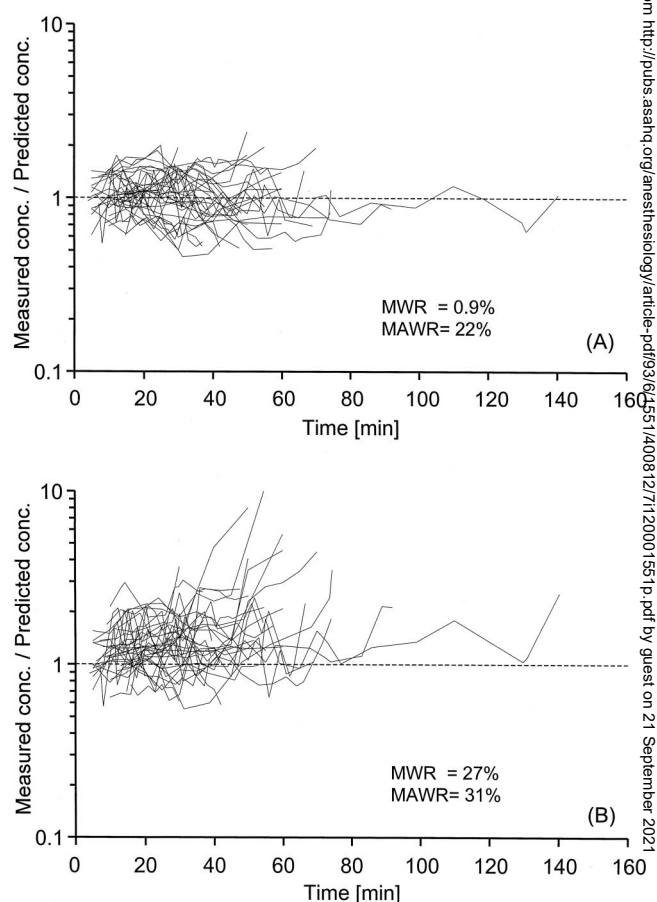 10
1
0.1
Measured conc. / Predicted conc.
MWR = 0.9%
MAWR= 22%
(A)
0 20 40 60 80 100 120 140 160
Time [min]
10
1
0.1
Measured conc. / Predicted conc.
MWR = 27%
MAWR= 31%
(B)
0 20 40 60 80 100 120 140 160
Time [min]
om http://pubs.asahq.org/anesthesiology/article-pdf/93/6/1551/400812/7i120001551p.pdf by guest on 21 September 2021